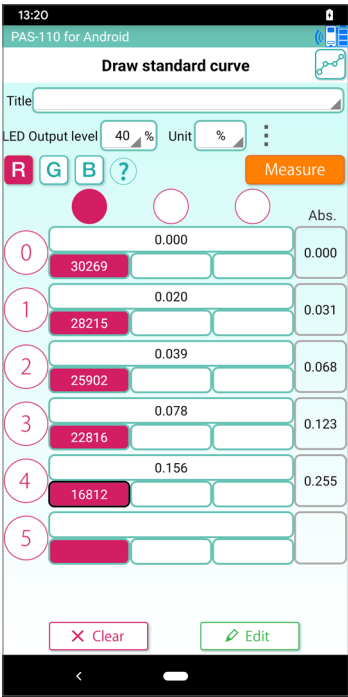 13:20
PAS-110 for Android
Draw standard curve
Title
LED Output level 40 % Unit %
R G B ? Measure
Abs.
0 0.000 0.000
30269
1 0.020 0.031
28215
2 0.039 0.068
25902
3 0.078 0.123
22816
4 0.156 0.255
16812
5
Clear Edit